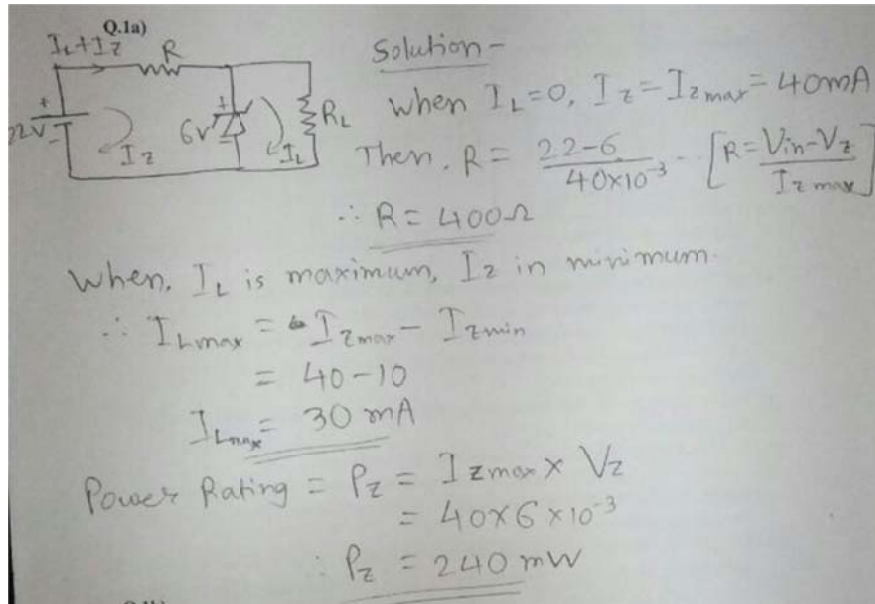 Q.1a)
IL+IZ
R
22V
+
-
IZ
6V
+
IL
RL
Solution -
When IL=0, Iz=Izmax=40mA
Then, R = 22-6 / 40×10⁻³ - [R = Vin-Vz / Iz max]
∴ R = 400Ω
When, IL is maximum, Iz in minimum.
∴ ILmax = Izmax - Izmin
= 40-10
ILmax = 30 mA
Power Rating = Pz = Izmax × Vz
= 40×6×10⁻³
∴ Pz = 240 mW